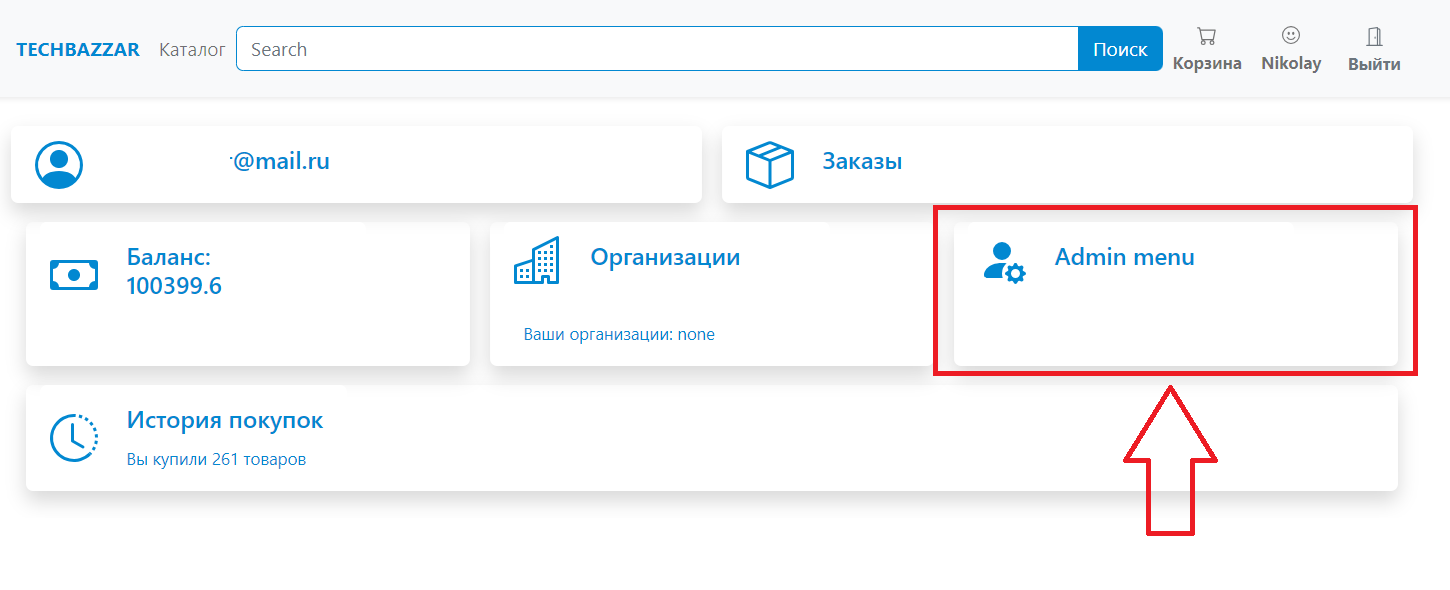 TECHBAZZAR Каталог Search Поиск Корзина Nikolay Выйти
@mail.ru
Заказы
Баланс:
100399.6
Организации
Ваши организации: none
Admin menu
История покупок
Вы купили 261 товаров